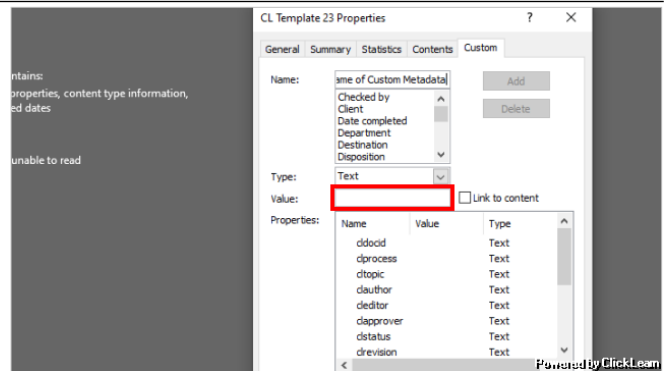 CL Template 23 Properties ? ×
General Summary Statistics Contents Custom
ntains:
properties, content type information,
ed dates
unable to read
Name: ame of Custom Metadata Add
Checked by
Client
Date completed
Department
Destination
Disposition
Delete
Type: Text
Value: Link to content
Properties: Name Value Type
cldocid Text
clprocess Text
cltopic Text
clauthor Text
cleditor Text
clapprover Text
clstatus Text
clrevision Text
Powered by ClickLearn